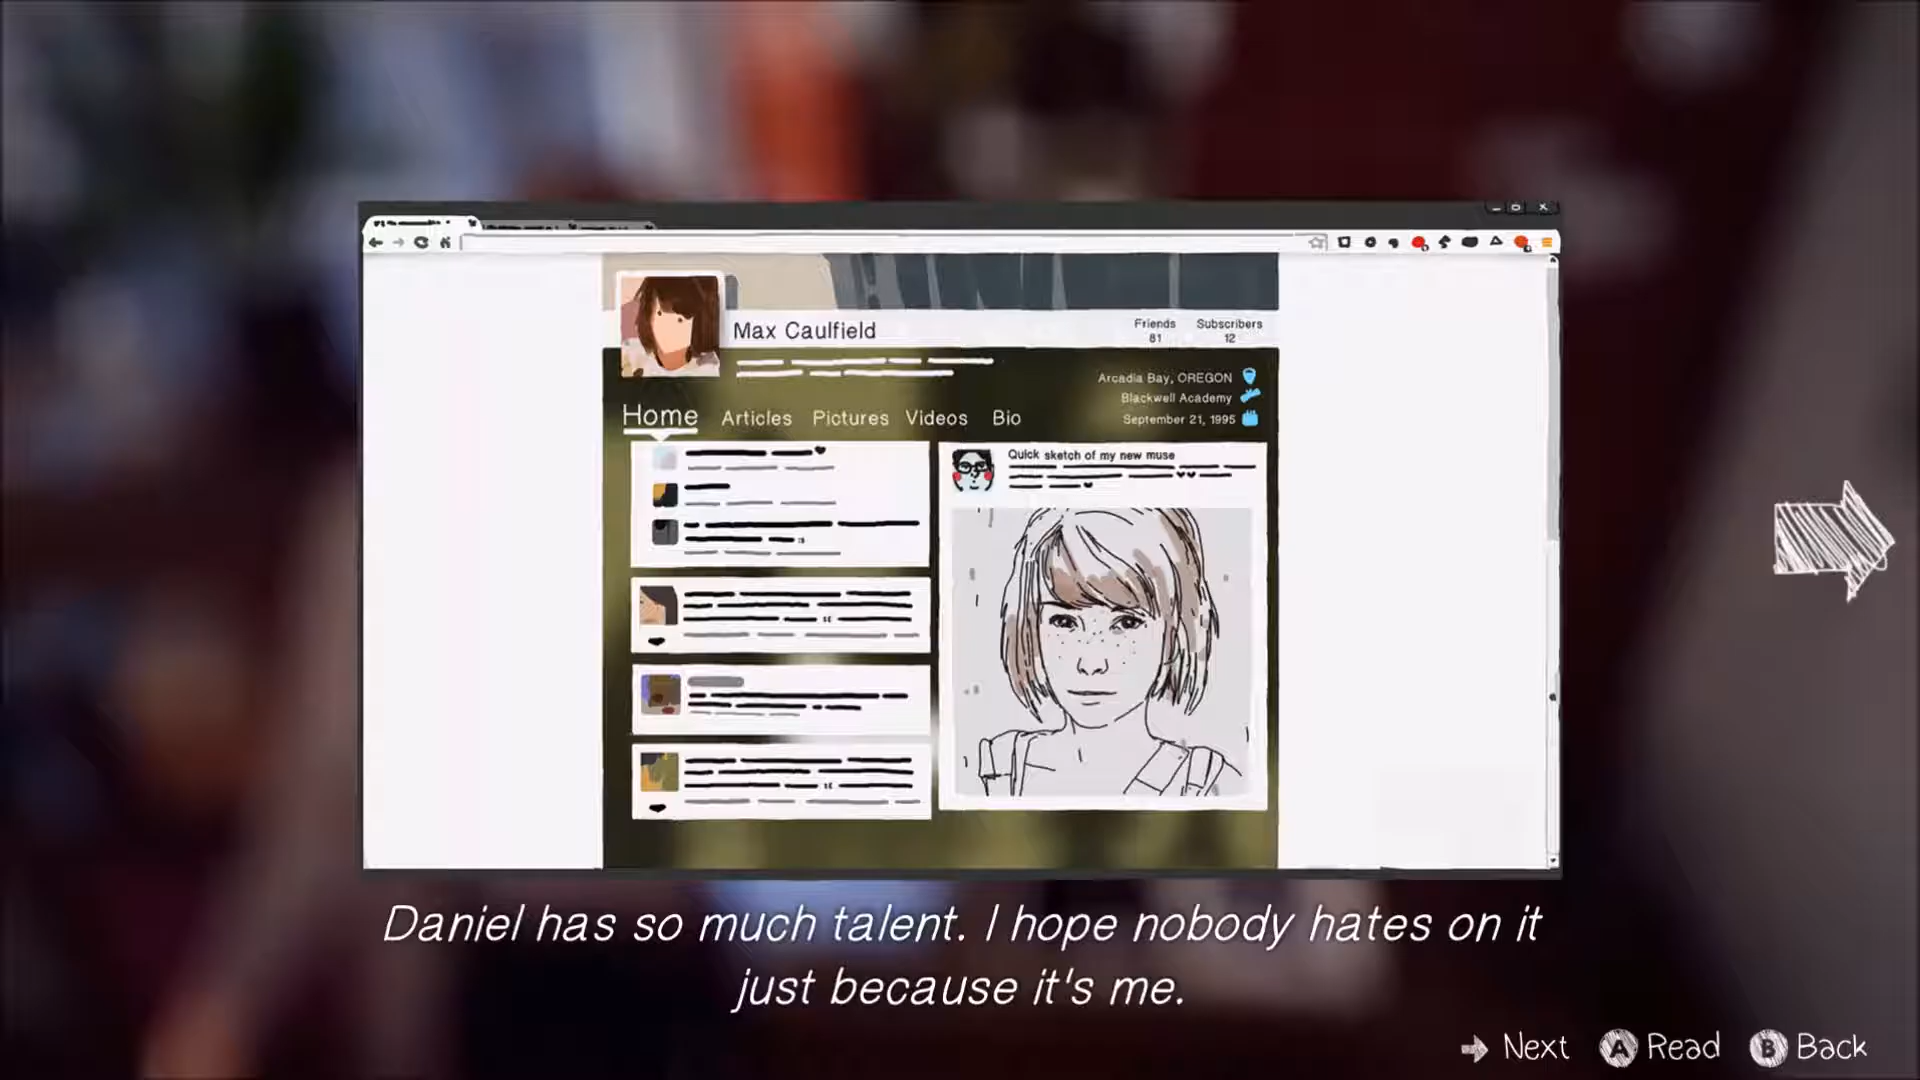 Max Caulfield
Friends
81
Subscribers
12
Arcadia Bay, OREGON
Blackwell Academy
September 21, 1995
Home Articles Pictures Videos Bio
Quick sketch of my new muse
Daniel has so much talent. I hope nobody hates on it
just because it's me.
Next A Read B Back